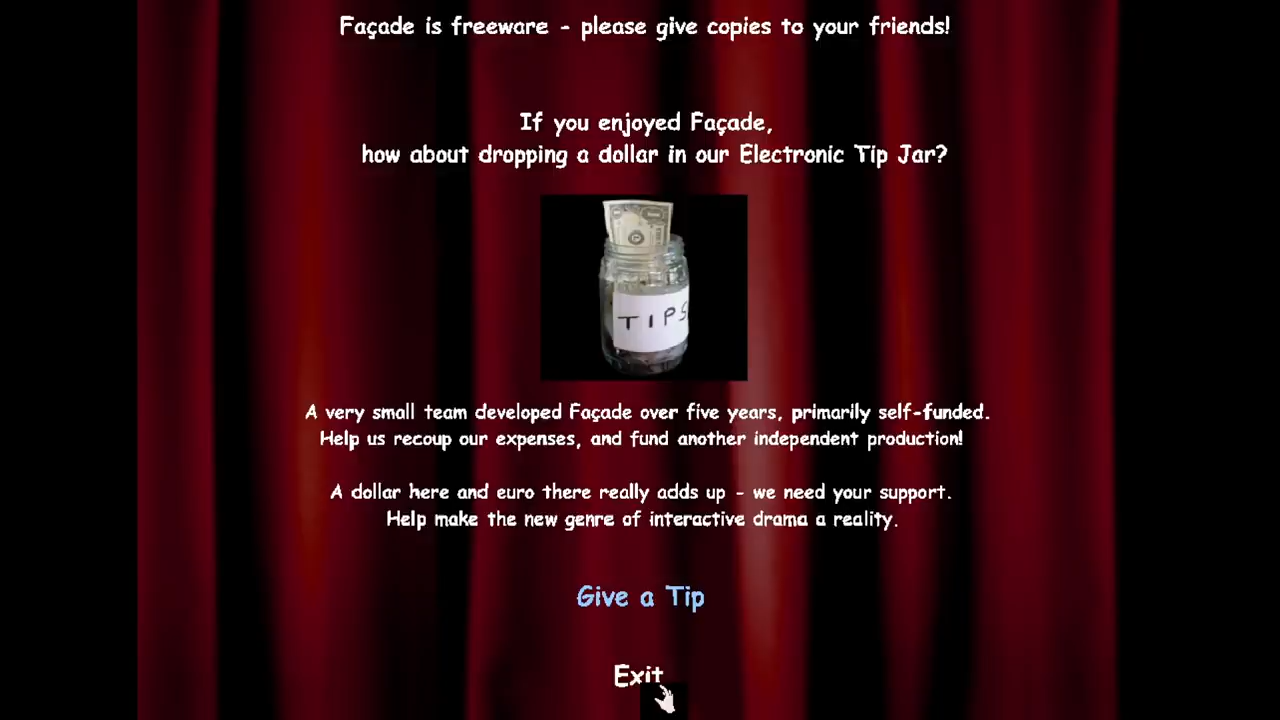 Façade is freeware - please give copies to your friends!
If you enjoyed Façade,
how about dropping a dollar in our Electronic Tip Jar?
TIPS
A very small team developed Façade over five years, primarily self-funded.
Help us recoup our expenses, and fund another independent production!
A dollar here and euro there really adds up - we need your support.
Help make the new genre of interactive drama a reality.
Give a Tip
Exit